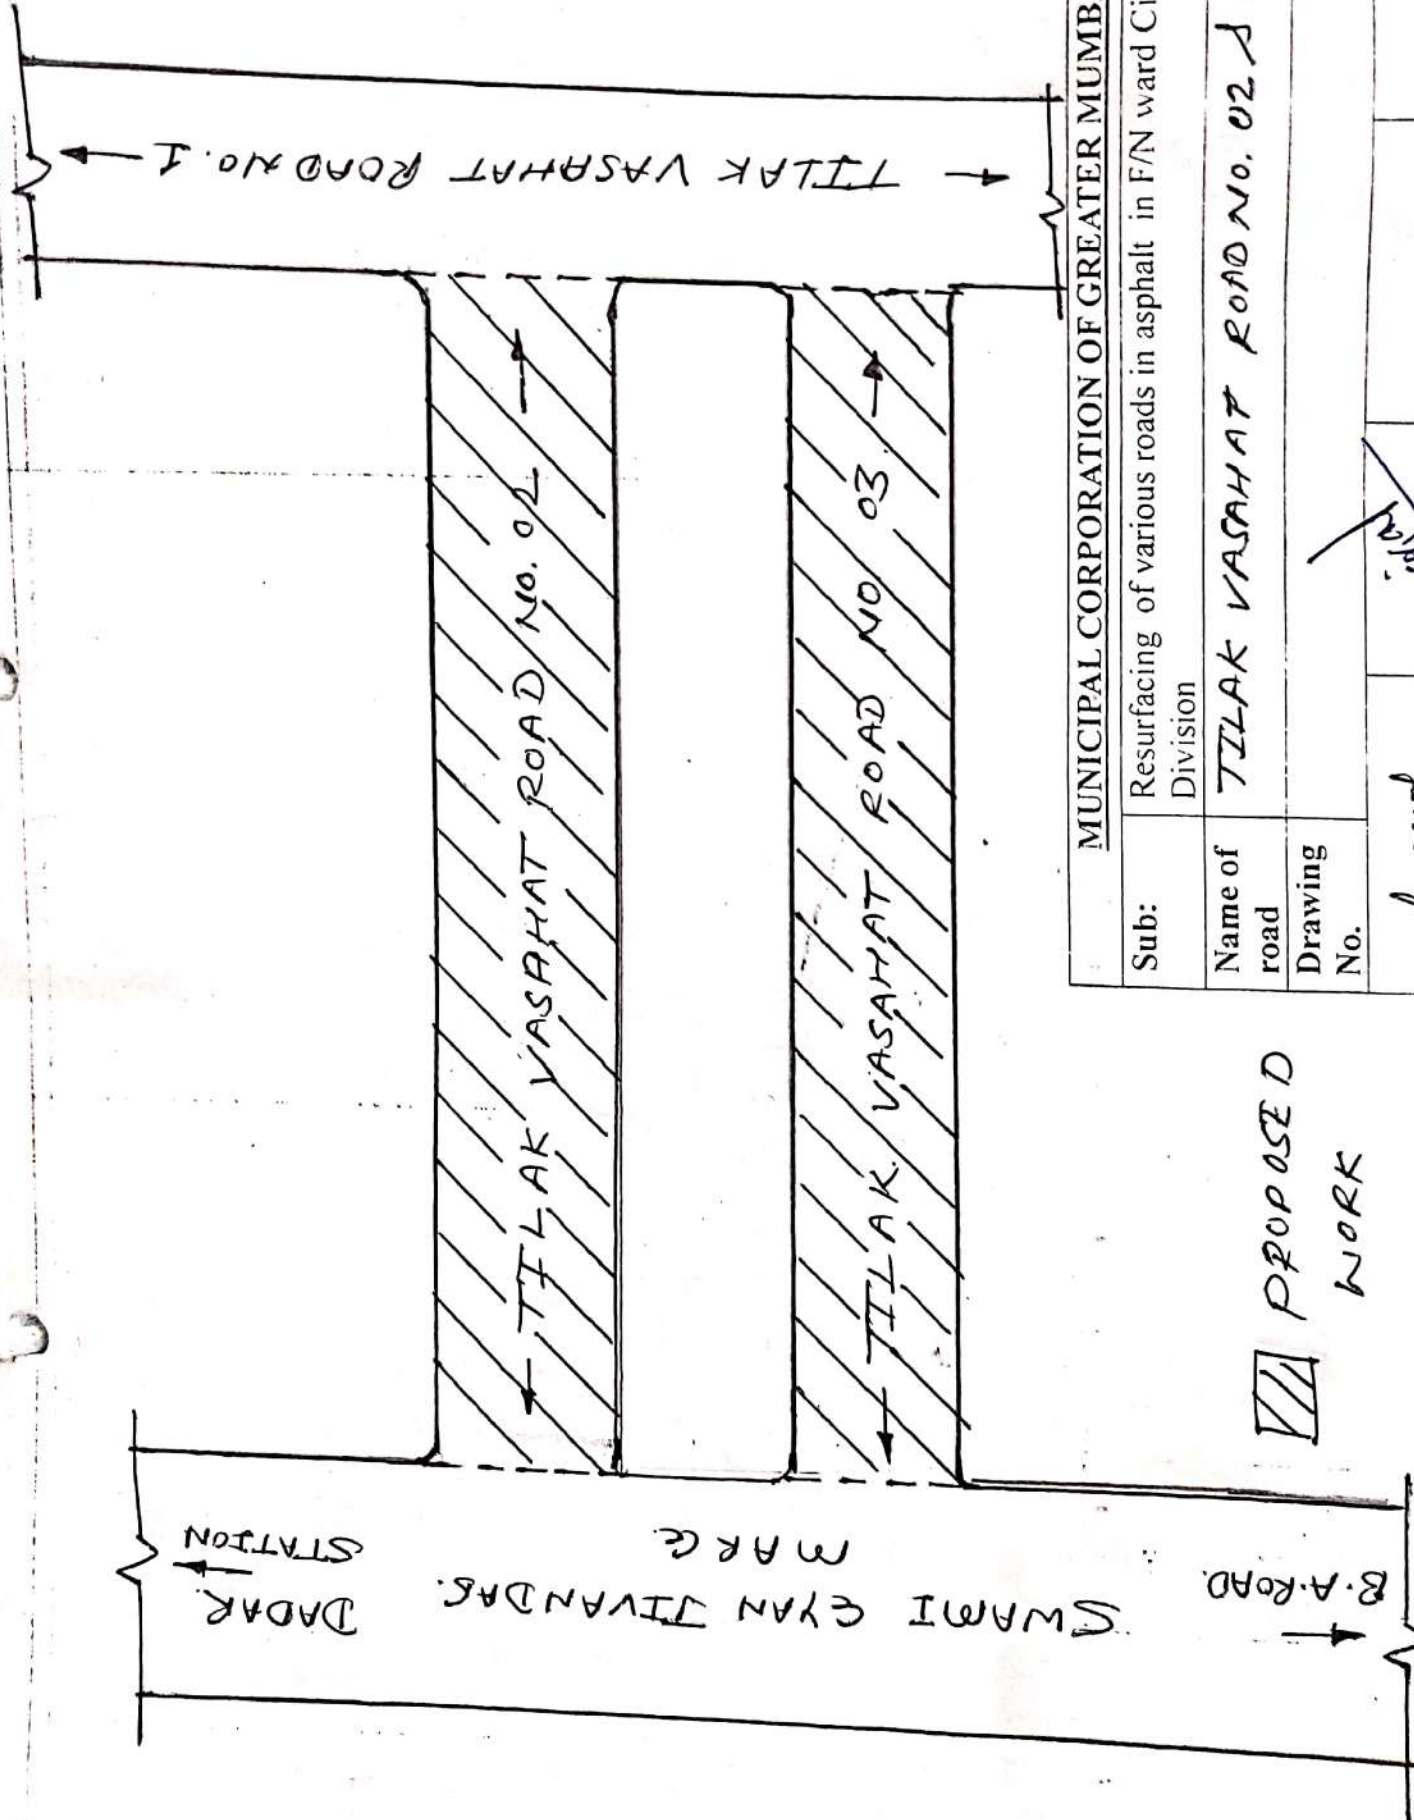 ← TILAK VASAHAT ROAD NO. I →
← TILAK VASAHAT ROAD NO. 02 →
← TILAK VASAHAT ROAD NO 03 →
DADAR
STATION
SWAMI GYAN JIVANDAS
MARG
B.A.ROAD
PROPOSED
WORK
MUNICIPAL CORPORATION OF GREATER MUMB
Sub: Resurfacing of various roads in asphalt in F/N ward Ci
Division
Name of road TILAK VASAHAT ROAD NO. 02
Drawing No.